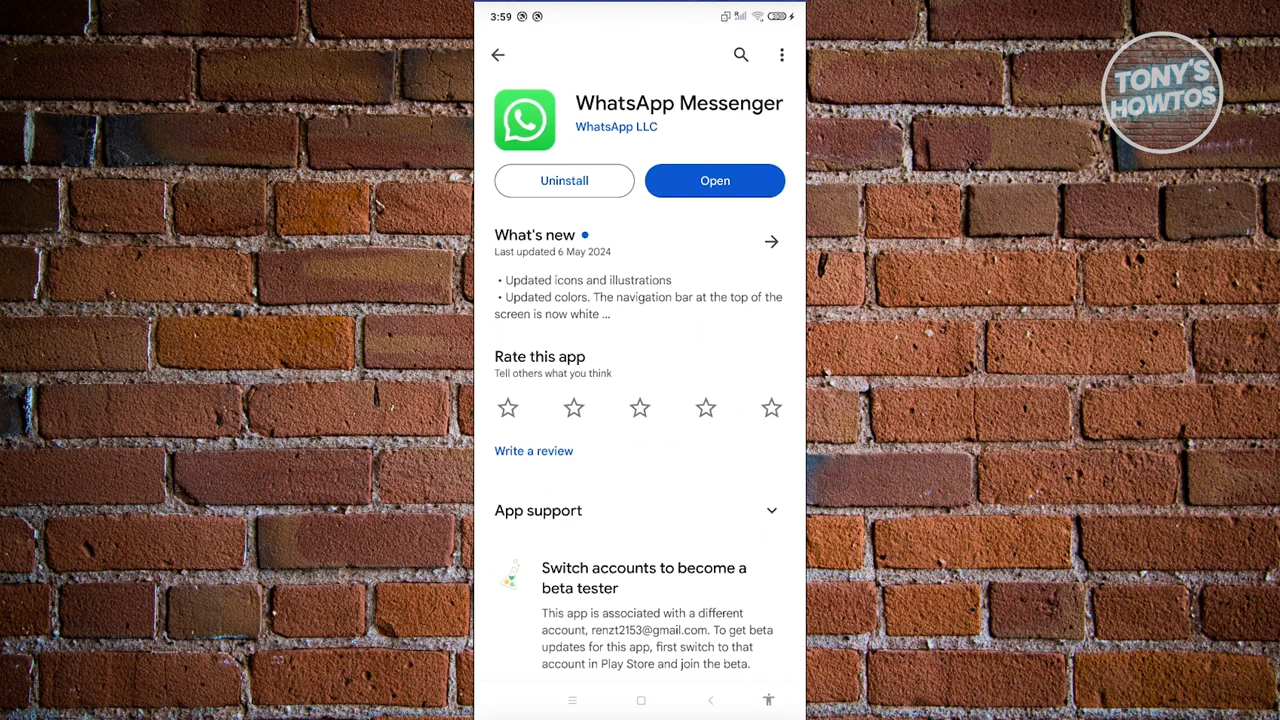 3:59
TONY'S
HOWTOS
WhatsApp Messenger
WhatsApp LLC
Uninstall
Open
What's new
Last updated 6 May 2024
• Updated icons and illustrations
• Updated colors. The navigation bar at the top of the
screen is now white ...
Rate this app
Tell others what you think
Write a review
App support
Switch accounts to become a
beta tester
This app is associated with a different
account, renzt2153@gmail.com. To get beta
updates for this app, first switch to that
account in Play Store and join the beta.